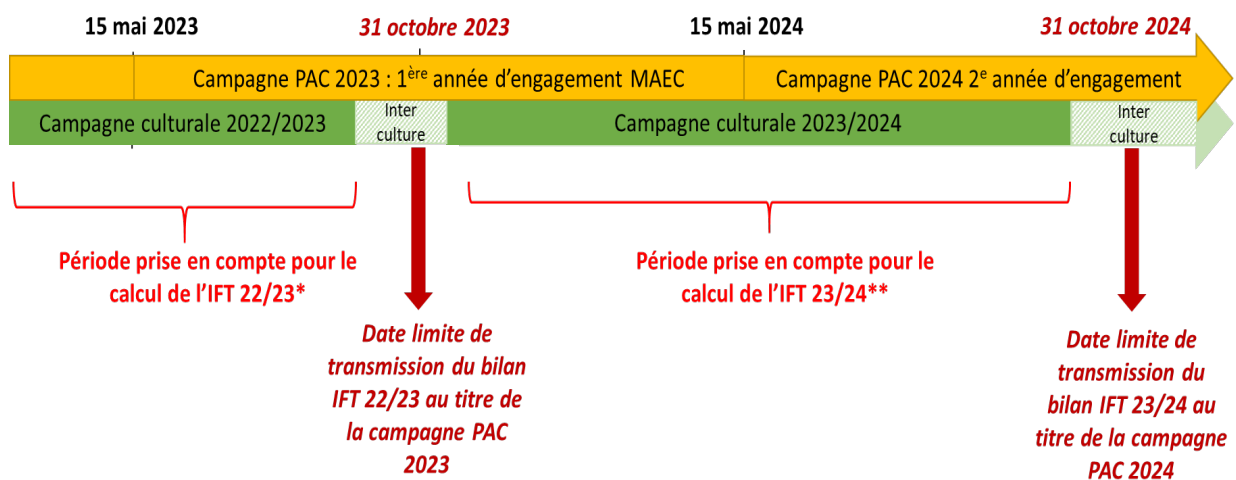 15 mai 2023
31 octobre 2023
15 mai 2024
31 octobre 2024
Campagne PAC 2023 : 1ère année d’engagement MAEC
Campagne PAC 2024 2e année d’engagement
Campagne culturale 2022/2023
Inter
culture
Campagne culturale 2023/2024
Inter
culture
Période prise en compte pour le
calcul de l’IFT 22/23*
Période prise en compte pour le
calcul de l’IFT 23/24**
Date limite de
transmission du bilan
IFT 22/23 au titre de
la campagne PAC
2023
Date limite de
transmission du
bilan IFT 23/24 au
titre de la campagne
PAC 2024